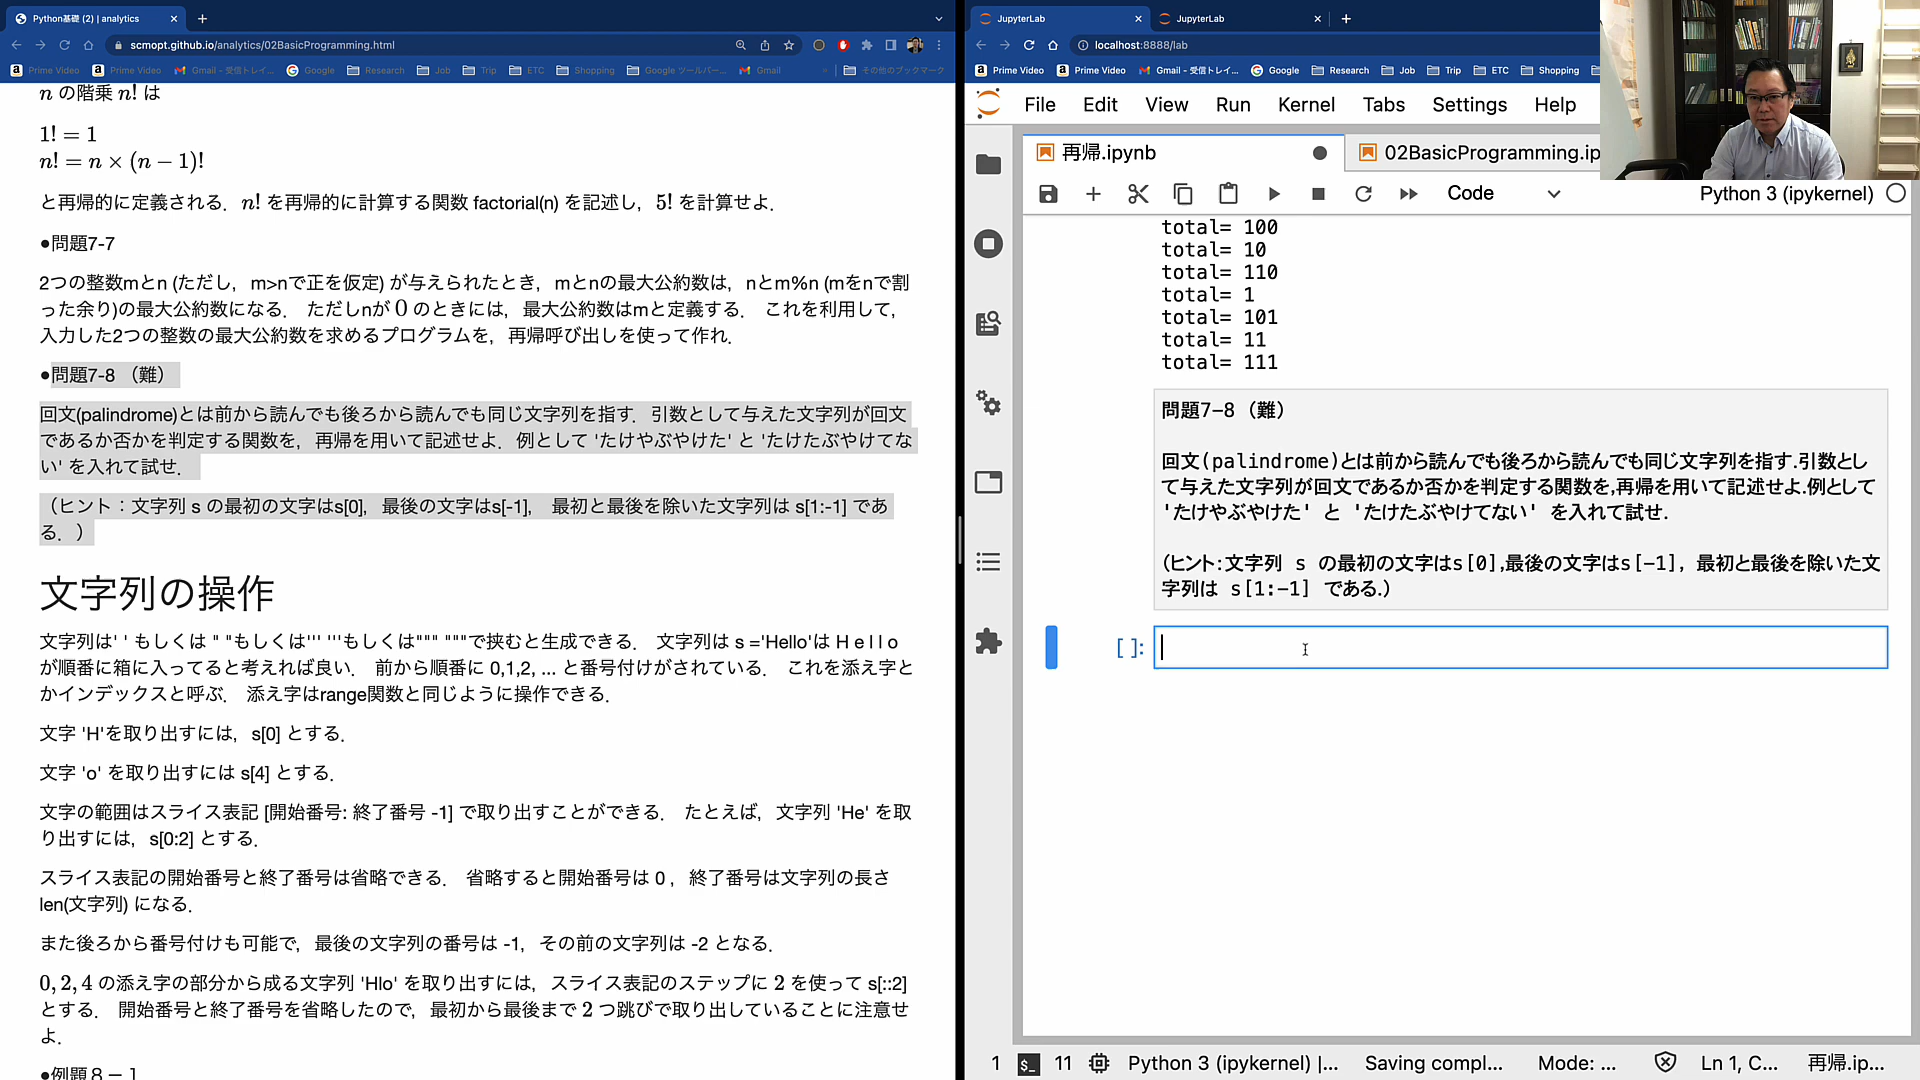 Python基礎 (2) | analytics
scmopt.github.io/analytics/02BasicProgramming.html
Prime Video
Prime Video
Gmail - 受信トレイ...
Google
Research
Job
Trip
ETC
Shopping
Google ツールバー...
Gmail
»
その他のブックマーク
n の階乗 n! は
1! = 1
n! = n × (n − 1)!
と再帰的に定義される． n! を再帰的に計算する関数 factorial(n) を記述し，5! を計算せよ．
●問題7-7
2つの整数mとn (ただし，m>nで正を仮定) が与えられたとき，mとnの最大公約数は，nとm%n (mをnで割
った余り)の最大公約数になる． ただしnが 0 のときには，最大公約数はmと定義する． これを利用して，
入力した2つの整数の最大公約数を求めるプログラムを，再帰呼び出しを使って作れ．
●問題7-8 （難）
回文(palindrome)とは前から読んでも後ろから読んでも同じ文字列を指す．引数として与えた文字列が回文
であるか否かを判定する関数を，再帰を用いて記述せよ．例として 'たけやぶやけた' と 'たけたぶやけてな
い' を入れて試せ．
（ヒント：文字列 s の最初の文字はs[0]，最後の文字はs[-1]， 最初と最後を除いた文字列は s[1:-1] であ
る．）
文字列の操作
文字列は' ' もしくは " "もしくは''' '''もしくは""" """で挟むと生成できる． 文字列は s ='Hello'は H e l l o
が順番に箱に入ってると考えれば良い． 前から順番に 0,1,2, ... と番号付けがされている． これを添え字と
かインデックスと呼ぶ． 添え字はrange関数と同じように操作できる．
文字 'H'を取り出すには，s[0] とする．
文字 'o' を取り出すには s[4] とする．
文字の範囲はスライス表記 [開始番号: 終了番号 -1] で取り出すことができる． たとえば，文字列 'He' を取
り出すには，s[0:2] とする．
スライス表記の開始番号と終了番号は省略できる． 省略すると開始番号は 0 ，終了番号は文字列の長さ
len(文字列) になる．
また後ろから番号付けも可能で，最後の文字列の番号は -1，その前の文字列は -2 となる．
0, 2, 4 の添え字の部分から成る文字列 'Hlo' を取り出すには，スライス表記のステップに 2 を使って s[::2]
とする． 開始番号と終了番号を省略したので，最初から最後まで 2 つ跳びで取り出していることに注意せ
よ．
●例題８－１
JupyterLab
JupyterLab
localhost:8888/lab
Prime Video
Prime Video
Gmail - 受信トレイ...
Google
Research
Job
Trip
ETC
Shopping
File Edit View Run Kernel Tabs Settings Help
再帰.ipynb
02BasicProgramming.ip
Code
Python 3 (ipykernel)
total= 100
total= 10
total= 110
total= 1
total= 101
total= 11
total= 111
問題7-8（難）
回文(palindrome)とは前から読んでも後ろから読んでも同じ文字列を指す.引数とし
て与えた文字列が回文であるか否かを判定する関数を,再帰を用いて記述せよ.例として
'たけやぶやけた' と 'たけたぶやけてない' を入れて試せ.
(ヒント:文字列 s の最初の文字はs[0],最後の文字はs[-1], 最初と最後を除いた文
字列は s[1:-1] である.)
[ ]:
1
$_
11
Python 3 (ipykernel) |...
Saving compl...
Mode: ...
Ln 1, C...
再帰.ip...